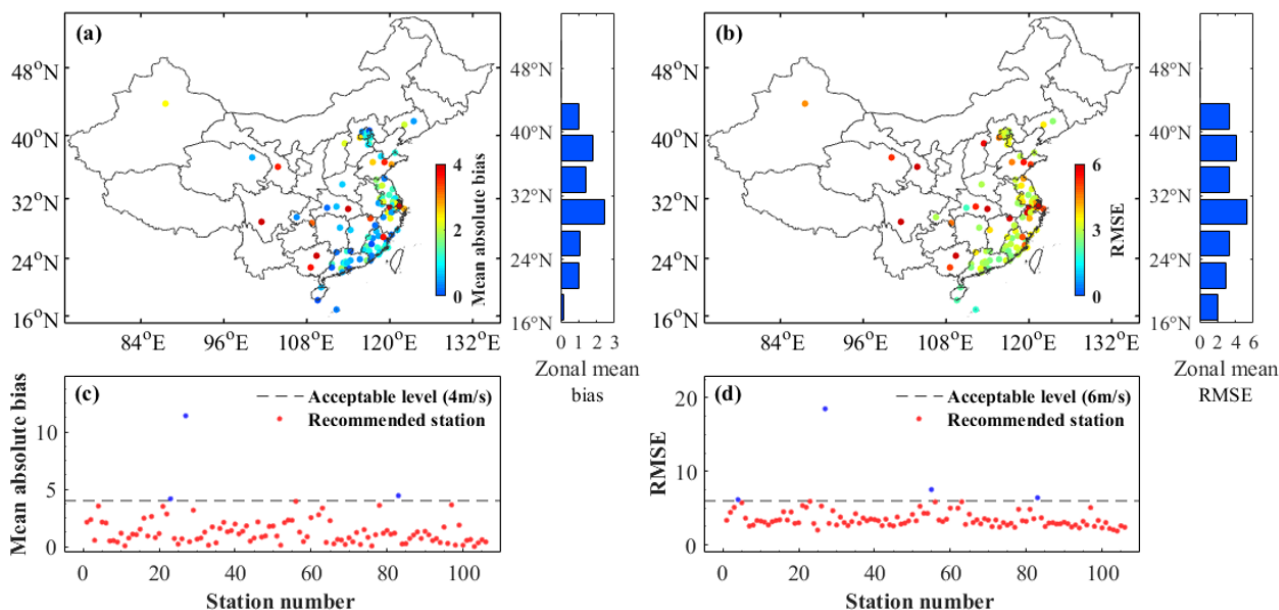 (a)
48°N
40°N
32°N
24°N
16°N
84°E 96°E 108°E 120°E 132°E
4
2
0
Mean absolute bias
48°N
40°N
32°N
24°N
16°N
0 1 2 3
Zonal mean
bias
(b)
48°N
40°N
32°N
24°N
16°N
84°E 96°E 108°E 120°E 132°E
6
3
0
RMSE
48°N
40°N
32°N
24°N
16°N
0 2 4 6
Zonal mean
RMSE
(c)
Acceptable level (4m/s)
Recommended station
Mean absolute bias
10
5
0
0 20 40 60 80 100
Station number
(d)
Acceptable level (6m/s)
Recommended station
RMSE
20
10
0
0 20 40 60 80 100
Station number